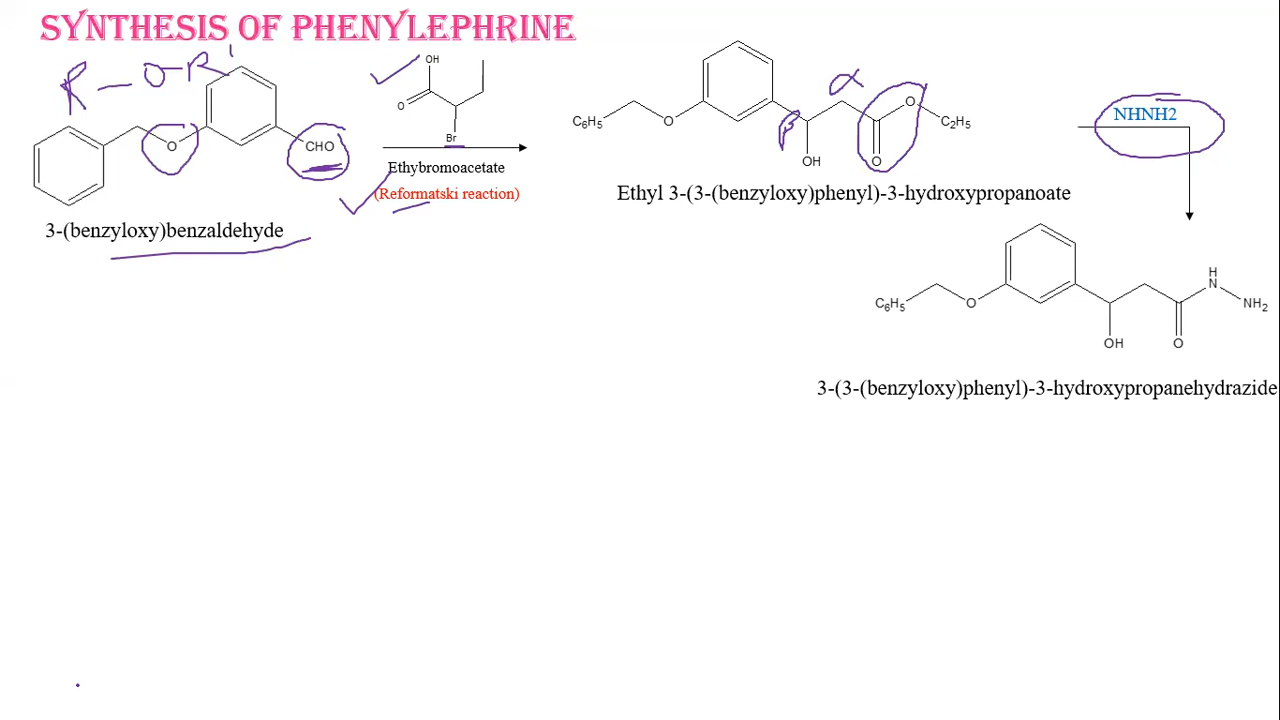 SYNTHESIS OF PHENYLEPHRINE
R-O-R'
O
CHO
OH
O
Br
Ethybromoacetate
(Reformatski reaction)
3-(benzyloxy)benzaldehyde
C6H5
O
β
OH
α
O
O
C2H5
Ethyl 3-(3-(benzyloxy)phenyl)-3-hydroxypropanoate
NHNH2
C6H5
O
OH
O
H
N
NH2
3-(3-(benzyloxy)phenyl)-3-hydroxypropanehydrazide